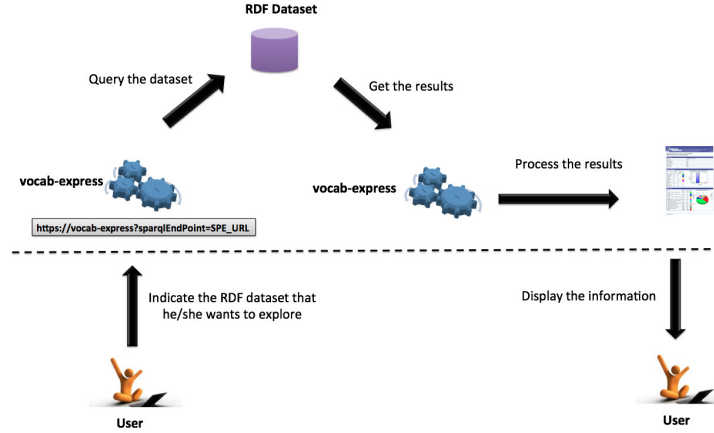 RDF Dataset
Query the dataset
Get the results
vocab-express
vocab-express
Process the results
https://vocab-express?sparqlEndPoint=SPE_URL
Indicate the RDF dataset that
he/she wants to explore
Display the information
User
User